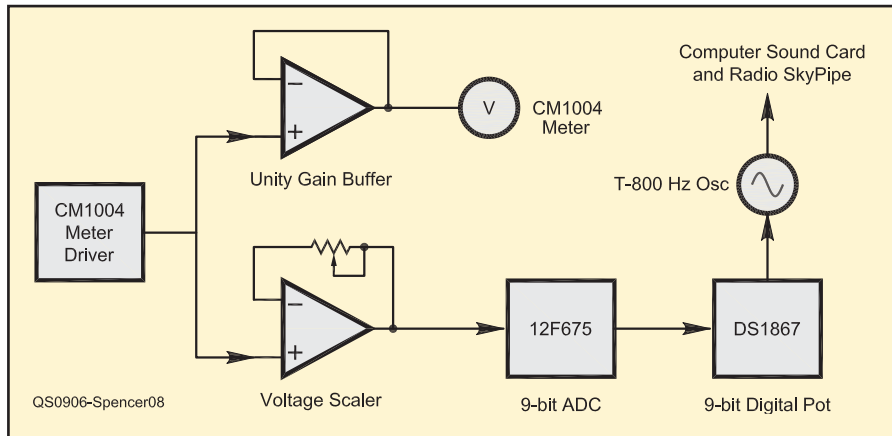 Computer Sound Card
and Radio SkyPipe
−
+
V
CM1004
Meter
Unity Gain Buffer
T-800 Hz Osc
CM1004
Meter
Driver
−
+
12F675
DS1867
QS0906-Spencer08
Voltage Scaler
9-bit ADC
9-bit Digital Pot